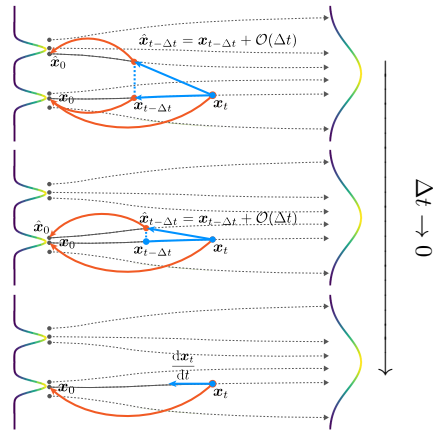 x̂_{t−Δt} = x_{t−Δt} + 𝒪(Δt)
x̂_0
x_0
x_{t−Δt}
x_t
x̂_{t−Δt} = x_{t−Δt} + 𝒪(Δt)
x̂_0
x_0
x_{t−Δt}
x_t
dx_t
dt
x_0
x_t
Δt → 0